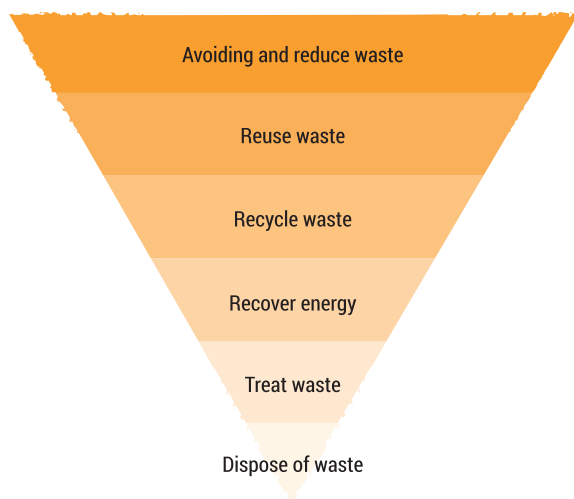 Avoiding and reduce waste
Reuse waste
Recycle waste
Recover energy
Treat waste
Dispose of waste